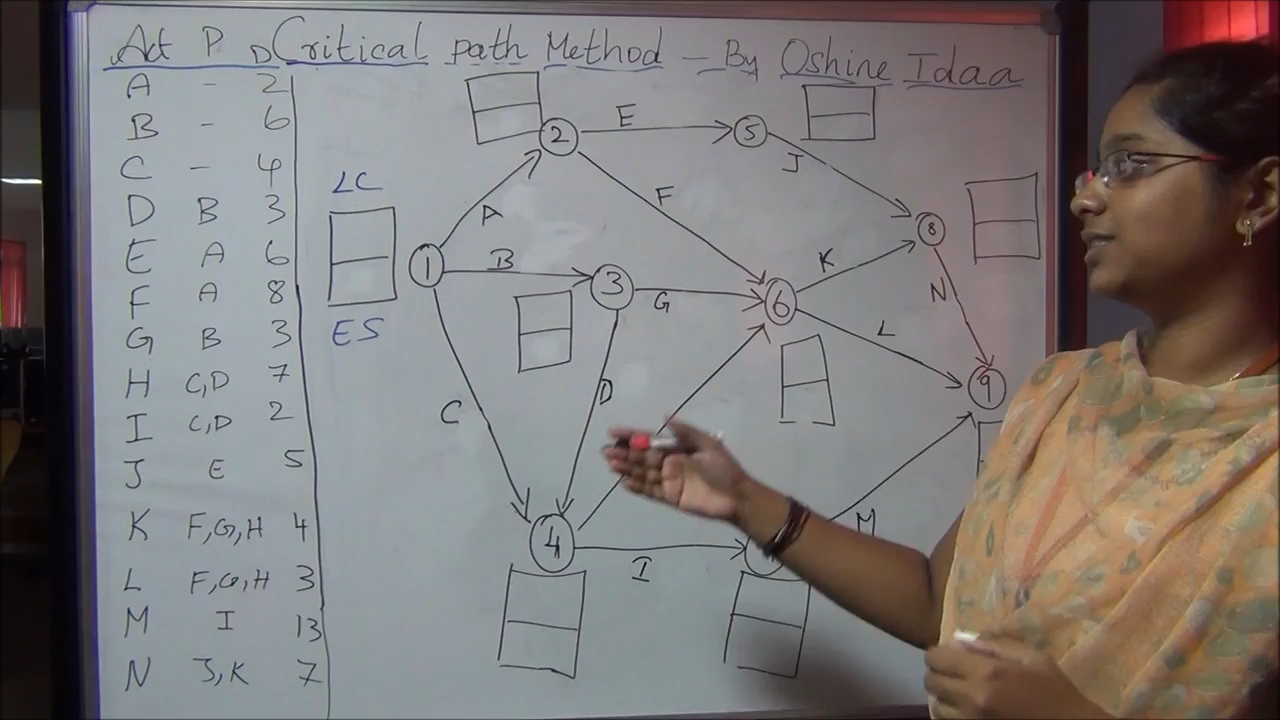 Act P D Critical path Method - By Oshine Idaa
A - 2
B - 6
C - 4
D B 3
E A 6
F A 8
G B 3
H C,D 7
I C,D 2
J E 5
K F,G,H 4
L F,G,H 3
M I 13
N J,K 7
LC
ES
1
2
3
4
5
6
8
9
A
B
C
D
E
F
G
I
J
K
L
M
N